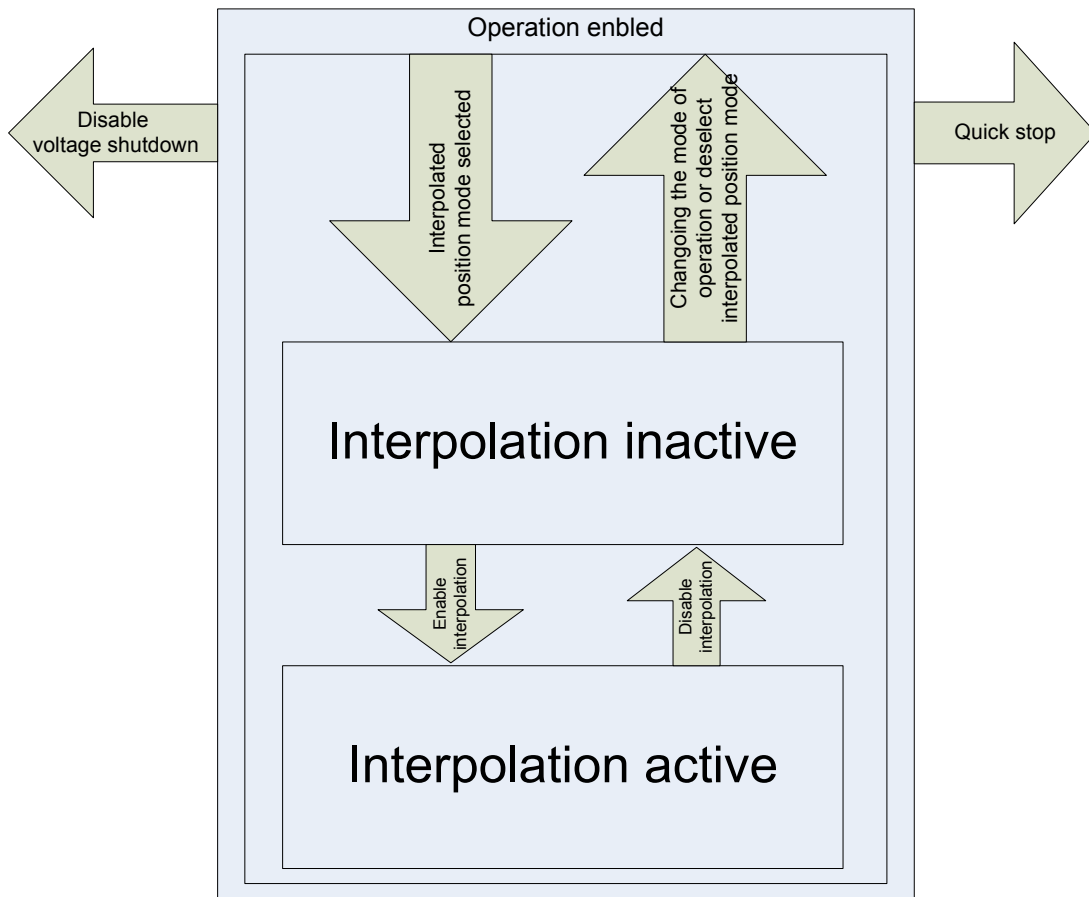 Operation enbled
Disable
voltage shutdown
Interpolated
position mode selected
Changoing the mode of
operation or deselect
interpolated position mode
Quick stop
Interpolation inactive
Enable
interpolation
Disable
interpolation
Interpolation active